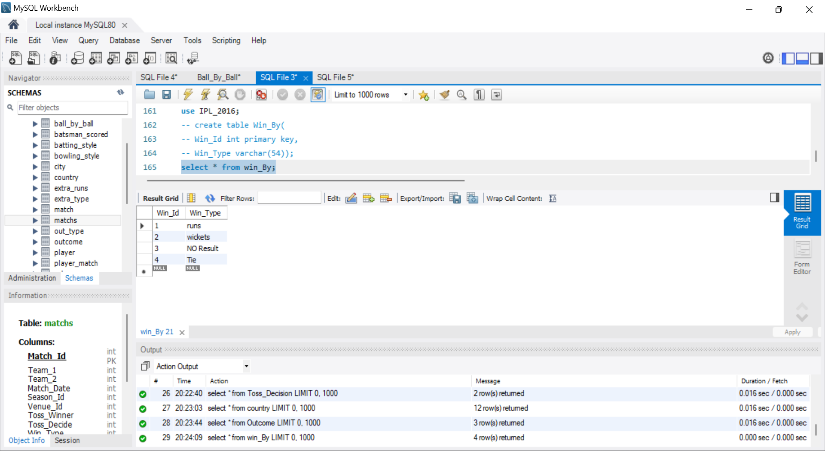 MySQL Workbench
Local instance MySQL80 ×
File Edit View Query Database Server Tools Scripting Help
Navigator
SCHEMAS
Filter objects
ball_by_ball
batsman_scored
batting_style
bowling_style
city
country
extra_runs
extra_type
match
matchs
out_type
outcome
player
player_match
Administration Schemas
Information
Table: matchs
Columns:
Match_Id int PK
Team_1 int
Team_2 int
Match_Date int
Season_Id int
Venue_Id int
Toss_Winner int
Toss_Decide int
Win_Type int
Object Info Session
SQL File 4* Ball_By_Ball* SQL File 3* × SQL File 5*
Limit to 1000 rows
161 use IPL_2016;
162 -- create table Win_By(
163 -- Win_Id int primary key,
164 -- Win_Type varchar(54));
165 select * from win_By;
Result Grid Filter Rows: Edit: Export/Import: Wrap Cell Content:
Win_Id Win_Type
1 runs
2 wickets
3 NO Result
4 Tie
NULL NULL
Result Grid
Form Editor
win_By 21 × Apply
Output
Action Output
# Time Action Message Duration / Fetch
26 20:22:40 select * from Toss_Decision LIMIT 0, 1000 2 row(s) returned 0.016 sec / 0.000 sec
27 20:23:03 select * from country LIMIT 0, 1000 12 row(s) returned 0.016 sec / 0.000 sec
28 20:23:44 select * from Outcome LIMIT 0, 1000 3 row(s) returned 0.016 sec / 0.000 sec
29 20:24:09 select * from win_By LIMIT 0, 1000 4 row(s) returned 0.000 sec / 0.000 sec